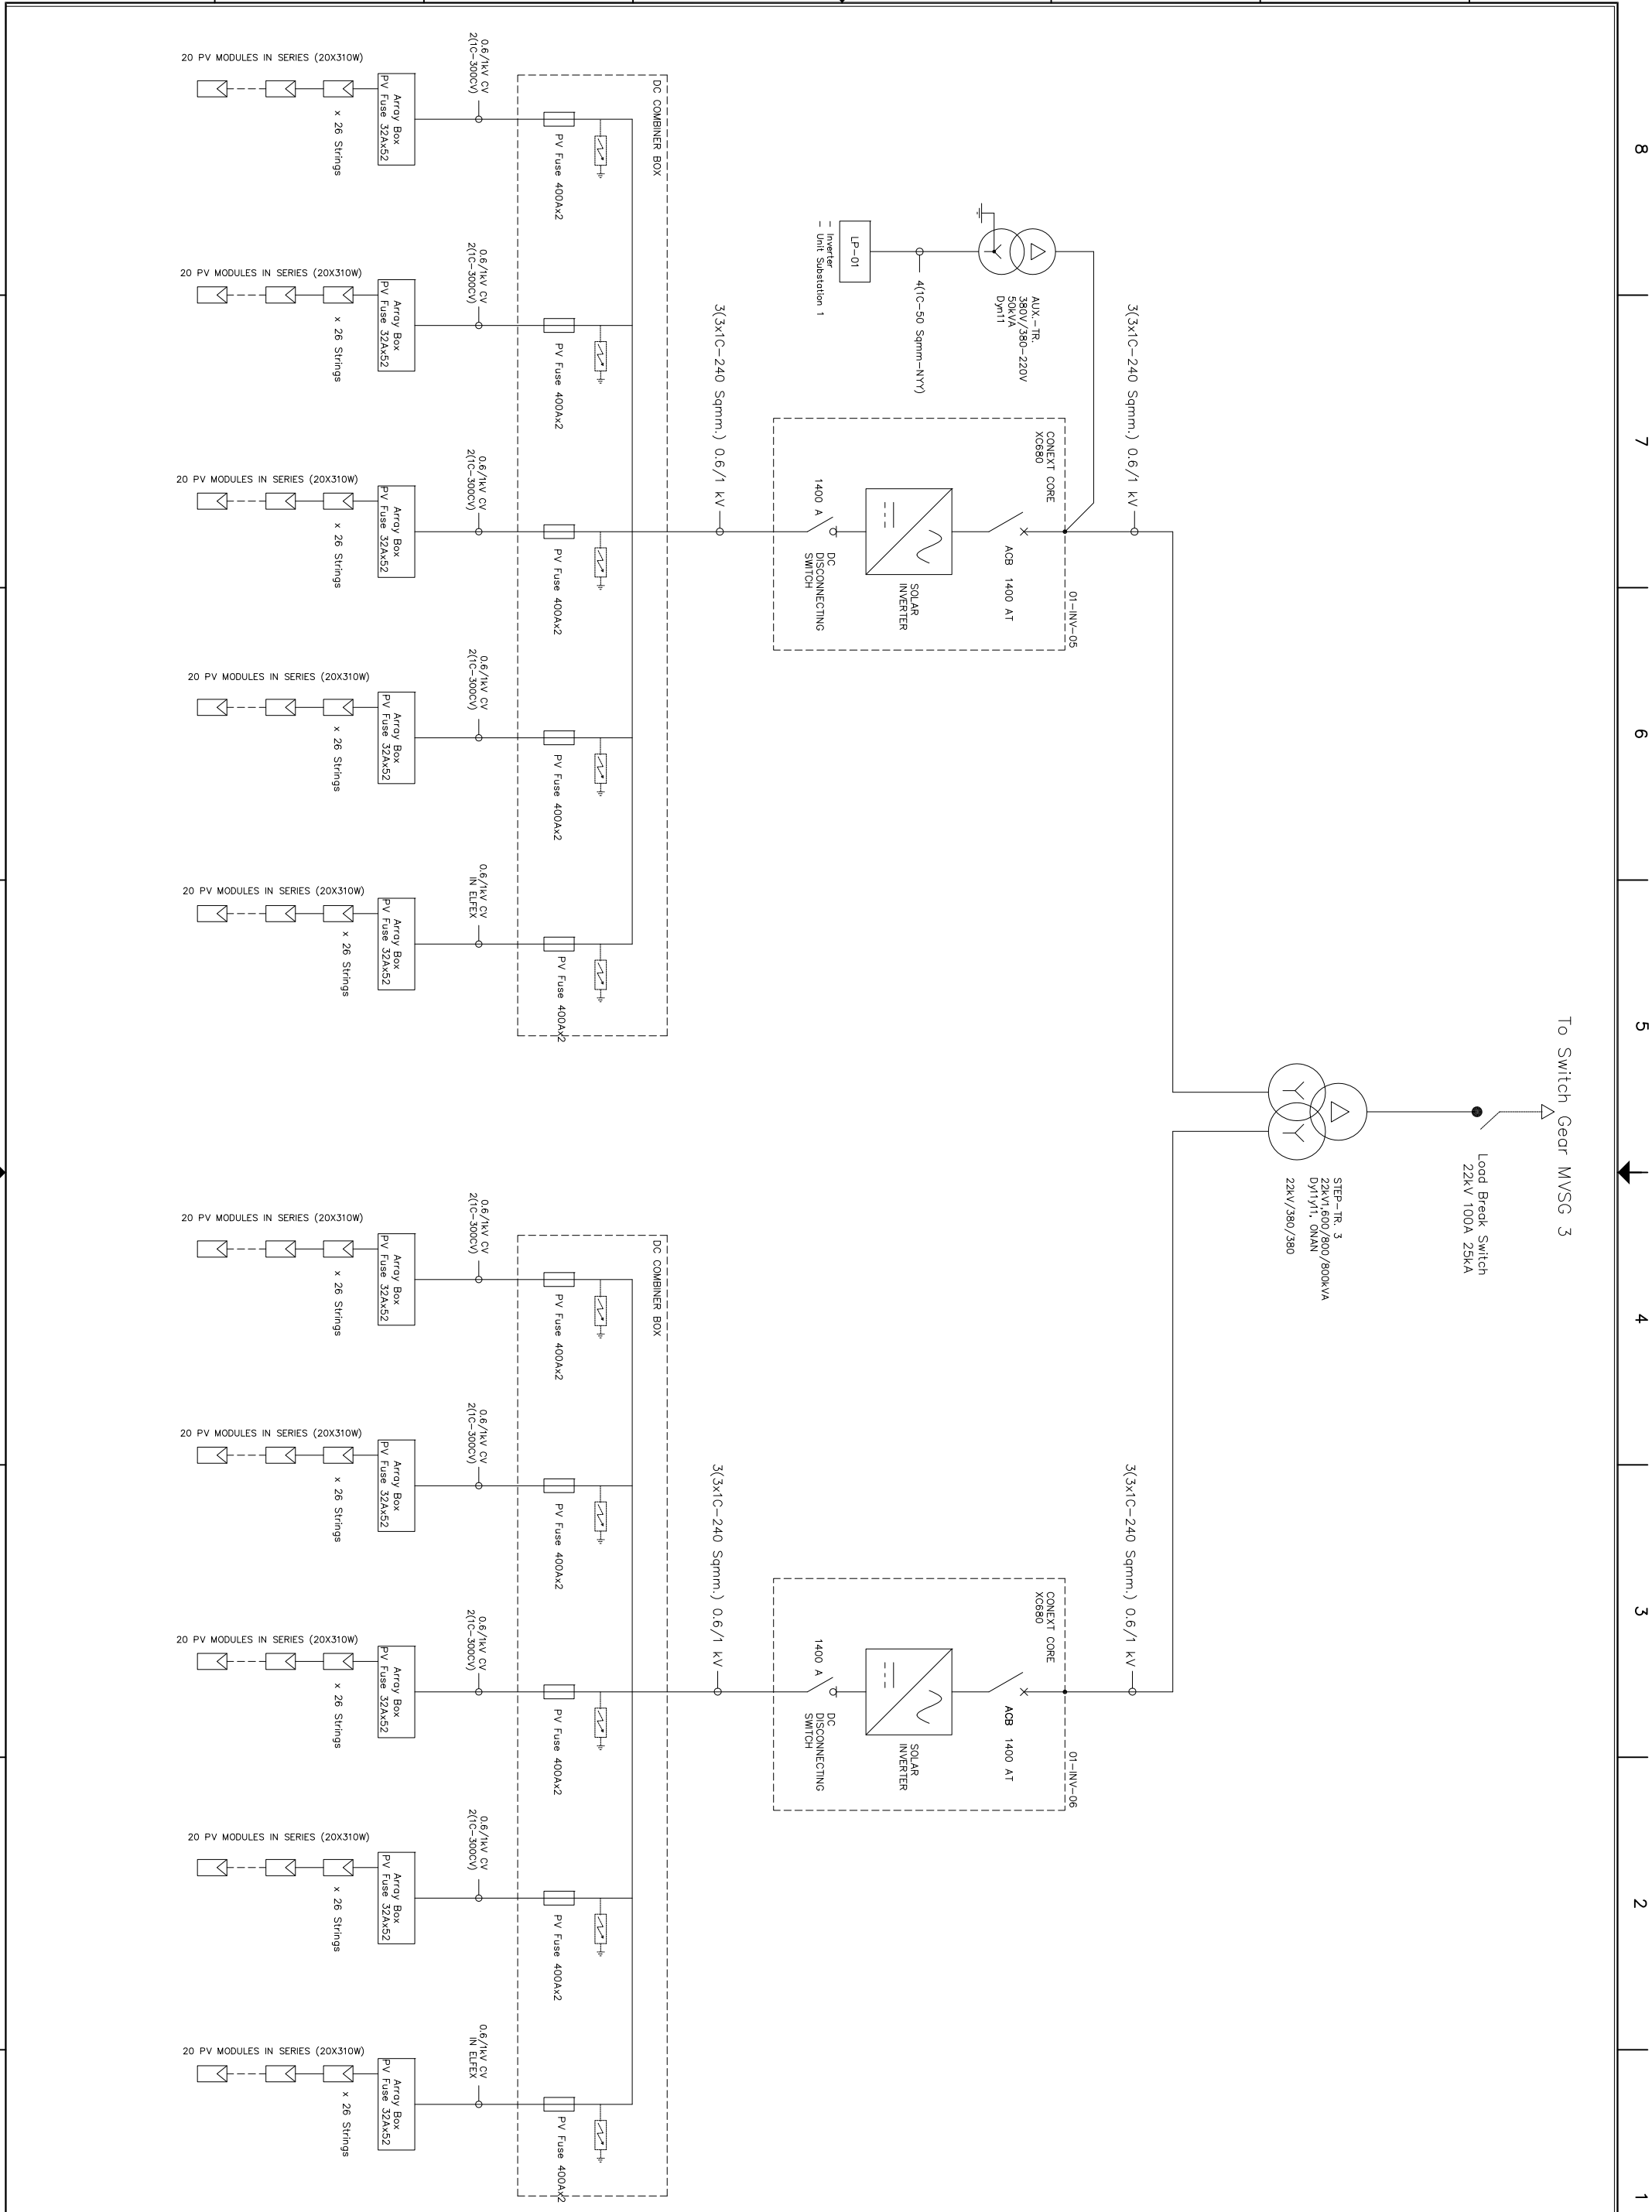 8
7
6
5
4
3
2
1
To Switch Gear MVSG 3
Load Break Switch
22kV 100A 25kA
STEP-TR. 3
22kV1,600/800/800kVA
Dy11y11, ONAN
22kV/380/380
3(3x1C-240 Sqmm.) 0.6/1 kV
AUX.-TR.
380V/380-220V
50kVA
Dyn11
4(1C-50 Sqmm-NYY)
LP-01
- Inverter
- Unit Substation 1
01-INV-05
CONEXT CORE
XC680
ACB 1400 AT
SOLAR
INVERTER
1400 A
DC
DISCONNECTING
SWITCH
3(3x1C-240 Sqmm.) 0.6/1 kV
3(3x1C-240 Sqmm.) 0.6/1 kV
01-INV-06
CONEXT CORE
XC680
ACB 1400 AT
SOLAR
INVERTER
1400 A
DC
DISCONNECTING
SWITCH
3(3x1C-240 Sqmm.) 0.6/1 kV
DC COMBINER BOX
PV Fuse 400Ax2
0.6/1kV CV
2(1C-300CV)
Array Box
PV Fuse 32Ax52
x 26 Strings
20 PV MODULES IN SERIES (20X310W)
PV Fuse 400Ax2
0.6/1kV CV
2(1C-300CV)
Array Box
PV Fuse 32Ax52
x 26 Strings
20 PV MODULES IN SERIES (20X310W)
PV Fuse 400Ax2
0.6/1kV CV
2(1C-300CV)
Array Box
PV Fuse 32Ax52
x 26 Strings
20 PV MODULES IN SERIES (20X310W)
PV Fuse 400Ax2
0.6/1kV CV
2(1C-300CV)
Array Box
PV Fuse 32Ax52
x 26 Strings
20 PV MODULES IN SERIES (20X310W)
PV Fuse 400Ax2
0.6/1kV CV
IN ELFEX
Array Box
PV Fuse 32Ax52
x 26 Strings
20 PV MODULES IN SERIES (20X310W)
DC COMBINER BOX
PV Fuse 400Ax2
0.6/1kV CV
2(1C-300CV)
Array Box
PV Fuse 32Ax52
x 26 Strings
20 PV MODULES IN SERIES (20X310W)
PV Fuse 400Ax2
0.6/1kV CV
2(1C-300CV)
Array Box
PV Fuse 32Ax52
x 26 Strings
20 PV MODULES IN SERIES (20X310W)
PV Fuse 400Ax2
0.6/1kV CV
2(1C-300CV)
Array Box
PV Fuse 32Ax52
x 26 Strings
20 PV MODULES IN SERIES (20X310W)
PV Fuse 400Ax2
0.6/1kV CV
2(1C-300CV)
Array Box
PV Fuse 32Ax52
x 26 Strings
20 PV MODULES IN SERIES (20X310W)
PV Fuse 400Ax2
0.6/1kV CV
IN ELFEX
Array Box
PV Fuse 32Ax52
x 26 Strings
20 PV MODULES IN SERIES (20X310W)